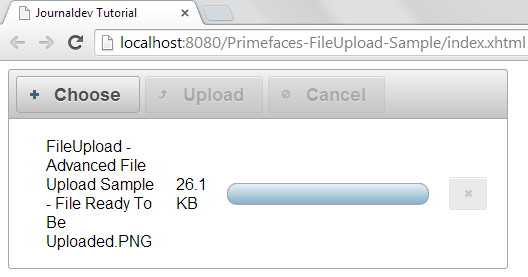 Journaldev Tutorial
localhost:8080/Primefaces-FileUpload-Sample/index.xhtml
Choose Upload Cancel
FileUpload -
Advanced File
Upload Sample
- File Ready To
Be
Uploaded.PNG
26.1
KB